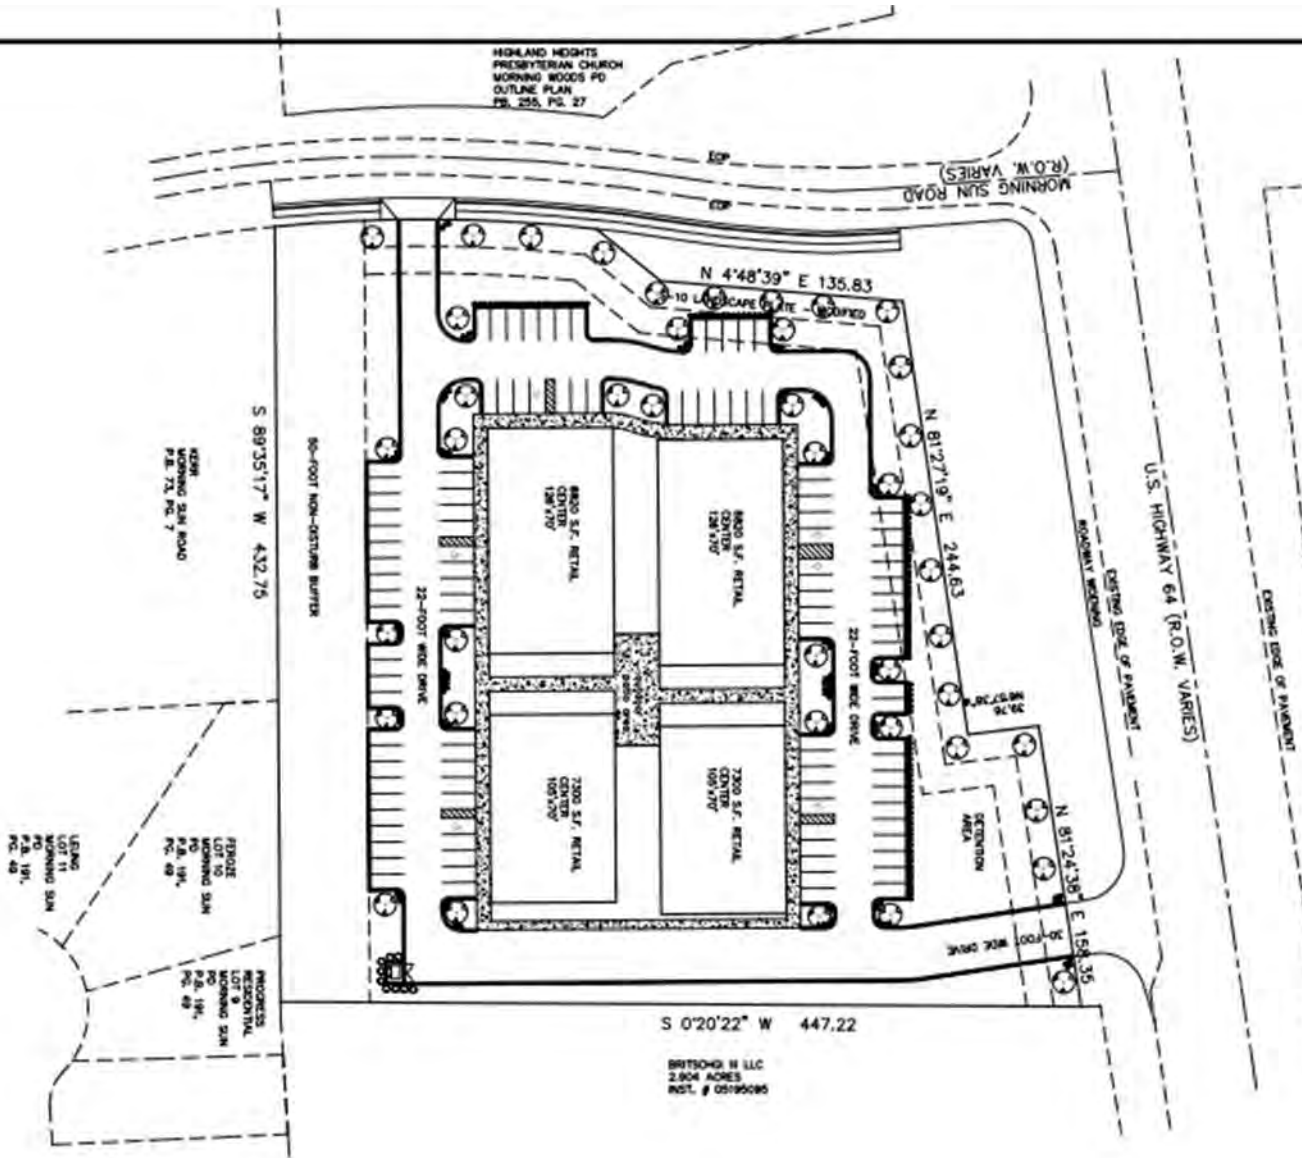 HIGHLAND HEIGHTS
PRESBYTERIAN CHURCH
MORNING WOODS PD
OUTLINE PLAN
PB. 255, PG. 27
EOP
MORNING SUN ROAD
(R.O.W. VARIES)
EOP
N 4°48'39" E 135.83
10 LANDSCAPE PLATE - MODIFIED
N 81°27'19" E 244.63
U.S. HIGHWAY 64 (R.O.W. VARIES)
EXISTING EDGE OF PAVEMENT
EXISTING EDGE OF PAVEMENT
ROADWAY WIDENING
S 89°35'17" W 432.75
KERR
MORNING SUN ROAD
P.B. 73, PG. 7
50-FOOT NON-DISTURB BUFFER
22-FOOT WIDE DRIVE
8820 S.F. RETAIL
CENTER
126'x70'
8820 S.F. RETAIL
CENTER
126'x70'
22-FOOT WIDE DRIVE
7300 S.F. RETAIL
CENTER
105'x70'
7300 S.F. RETAIL
CENTER
105'x70'
39.76
DETENTION
AREA
N 81°24'38" E 158.35
30-FOOT WIDE DRIVE
LEUNG
LOT 11
MORNING SUN
PD
P.B. 191,
PG. 49
FEROZE
LOT 10
MORNING SUN
PD
P.B. 191,
PG. 49
PROGRESS
RESIDENTIAL
LOT 9
MORNING SUN
PD
P.B. 191,
PG. 49
S 0°20'22" W 447.22
BRITSCHGI III LLC
2.904 ACRES
INST. # 05195095